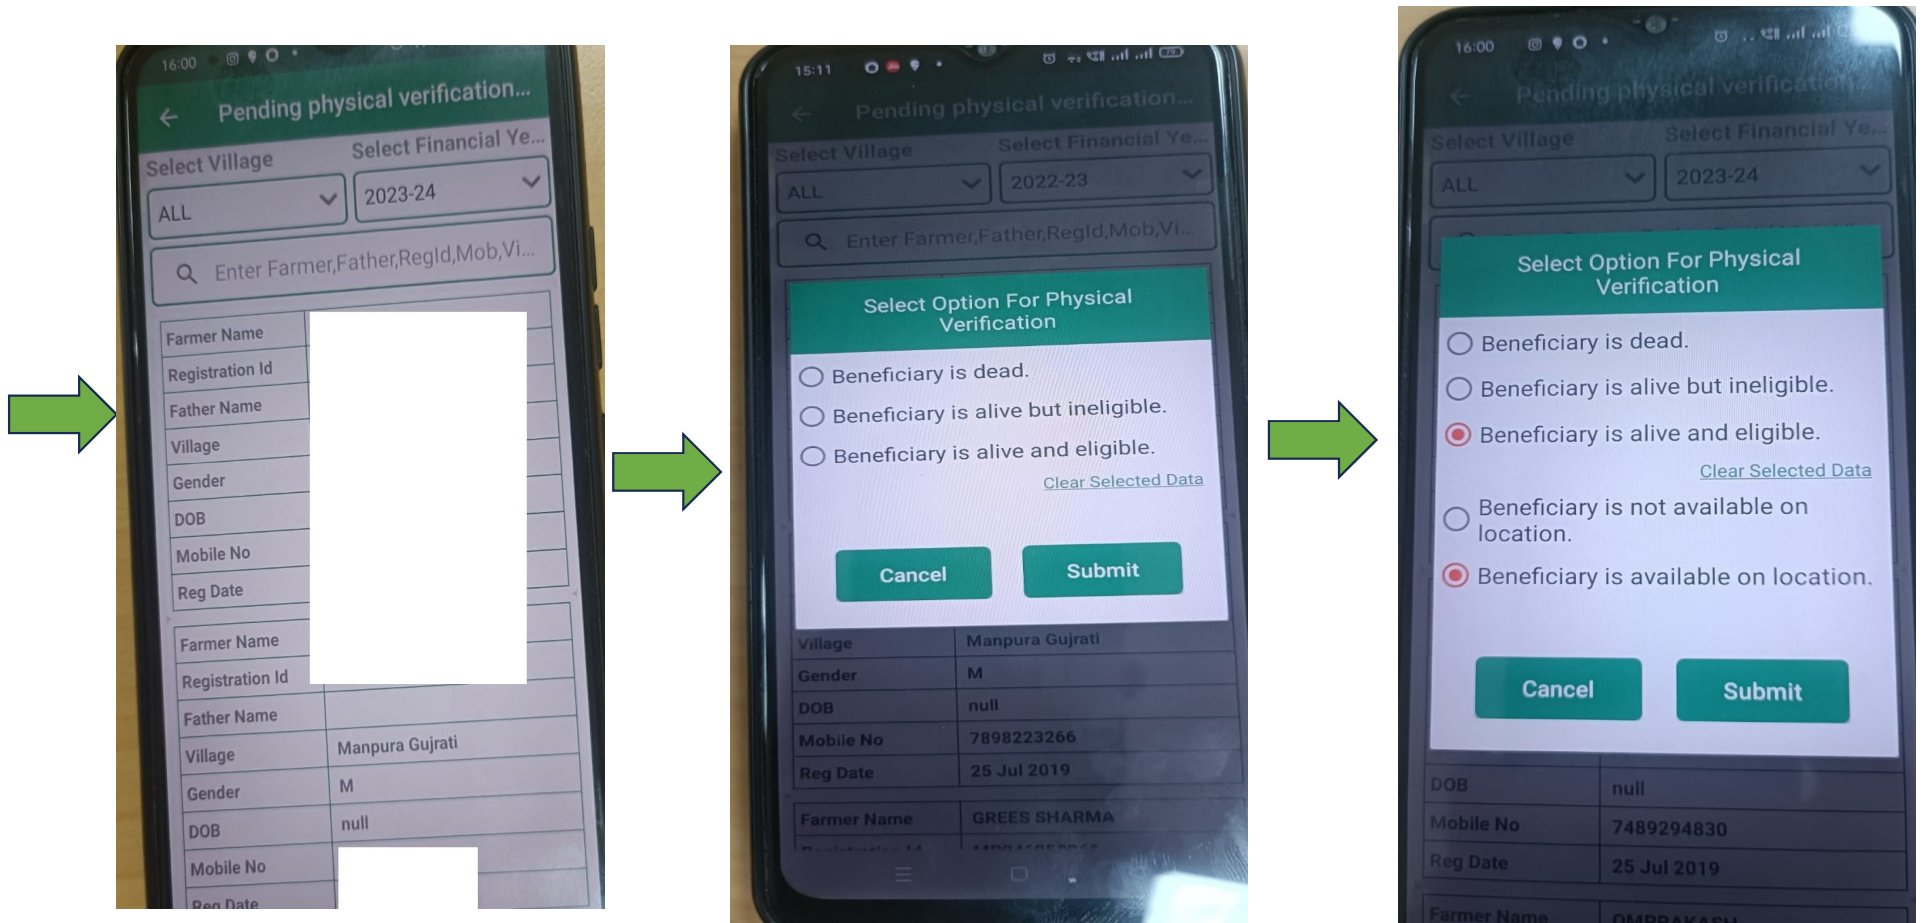 16:00
Pending physical verification...
Select Village
Select Financial Ye...
ALL
2023-24
Enter Farmer,Father,RegId,Mob,Vi...
Farmer Name
Registration Id
Father Name
Village
Gender
DOB
Mobile No
Reg Date
Farmer Name
Registration Id
Father Name
Village Manpura Gujrati
Gender M
DOB null
Mobile No
Reg Date
15:11
Pending physical verification...
Select Village
Select Financial Ye...
ALL
2022-23
Enter Farmer,Father,RegId,Mob,Vi...
Select Option For Physical
Verification
Beneficiary is dead.
Beneficiary is alive but ineligible.
Beneficiary is alive and eligible.
Clear Selected Data
Cancel
Submit
Village Manpura Gujrati
Gender M
DOB null
Mobile No 7898223266
Reg Date 25 Jul 2019
Farmer Name GREES SHARMA
16:00
Pending physical verification...
Select Village
Select Financial Ye...
ALL
2023-24
Select Option For Physical
Verification
Beneficiary is dead.
Beneficiary is alive but ineligible.
Beneficiary is alive and eligible.
Clear Selected Data
Beneficiary is not available on
location.
Beneficiary is available on location.
Cancel
Submit
DOB null
Mobile No 7489294830
Reg Date 25 Jul 2019
Farmer Name OMPRAKASH